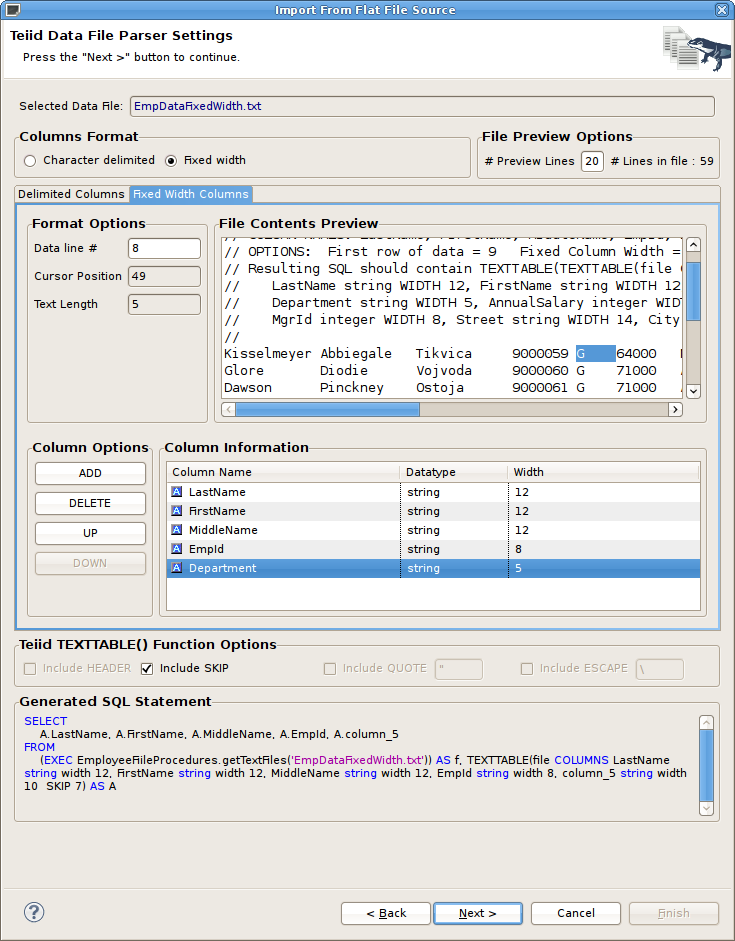 Import From Flat File Source
Teiid Data File Parser Settings
Press the "Next >" button to continue.
Selected Data File: EmpDataFixedWidth.txt
Columns Format
Character delimited Fixed width
File Preview Options
# Preview Lines 20 # Lines in file : 59
Delimited Columns Fixed Width Columns
Format Options
Data line # 8
Cursor Position 49
Text Length 5
File Contents Preview
// OPTIONS: First row of data = 9 Fixed Column Width =
// Resulting SQL should contain TEXTTABLE(TEXTTABLE(file
// LastName string WIDTH 12, FirstName string WIDTH 12
// Department string WIDTH 5, AnnualSalary integer WIDT
// MgrId integer WIDTH 8, Street string WIDTH 14, City
//
Kisselmeyer Abbiegale Tikvica 9000059 G 64000
Glore Diodie Vojvoda 9000060 G 71000
Dawson Pinckney Ostoja 9000061 G 71000
Column Options
ADD
DELETE
UP
DOWN
Column Information
Column Name Datatype Width
A LastName string 12
A FirstName string 12
A MiddleName string 12
A EmpId string 8
A Department string 5
Teiid TEXTTABLE() Function Options
Include HEADER Include SKIP Include QUOTE " Include ESCAPE \
Generated SQL Statement
SELECT
A.LastName, A.FirstName, A.MiddleName, A.EmpId, A.column_5
FROM
(EXEC EmployeeFiileProcedures.getTextFiles('EmpDataFixedWidth.txt')) AS f, TEXTTABLE(file COLUMNS LastName
string width 12, FirstName string width 12, MiddleName string width 12, EmpId string width 8, column_5 string width
10 SKIP 7) AS A
? < Back Next > Cancel Finish